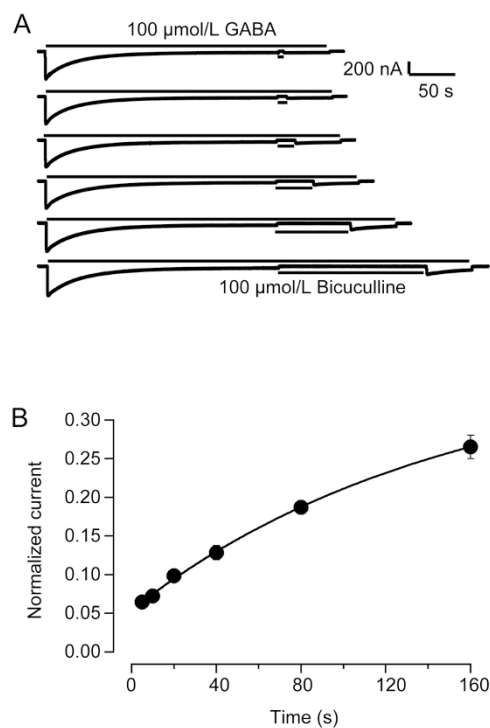 A
100 μmol/L GABA
200 nA
50 s
100 μmol/L Bicuculline
B
Normalized current
0.30
0.25
0.20
0.15
0.10
0.05
0.00
0 40 80 120 160
Time (s)